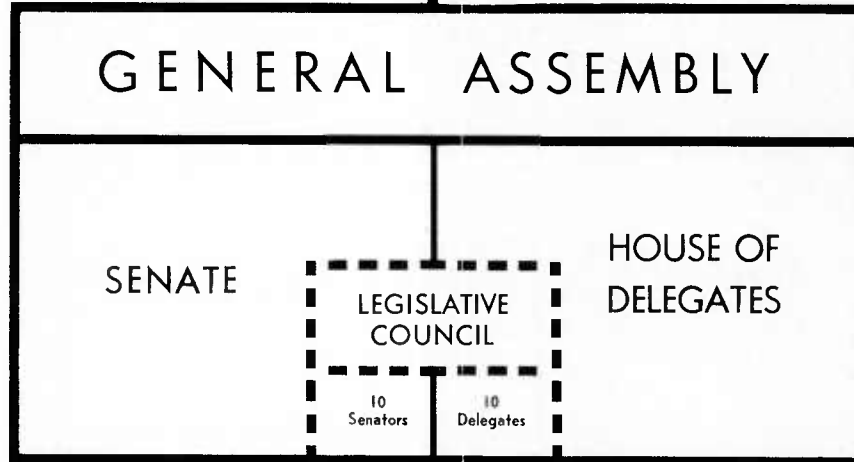 GENERAL ASSEMBLY
SENATE
HOUSE OF
DELEGATES
LEGISLATIVE
COUNCIL
10
Senators
10
Delegates